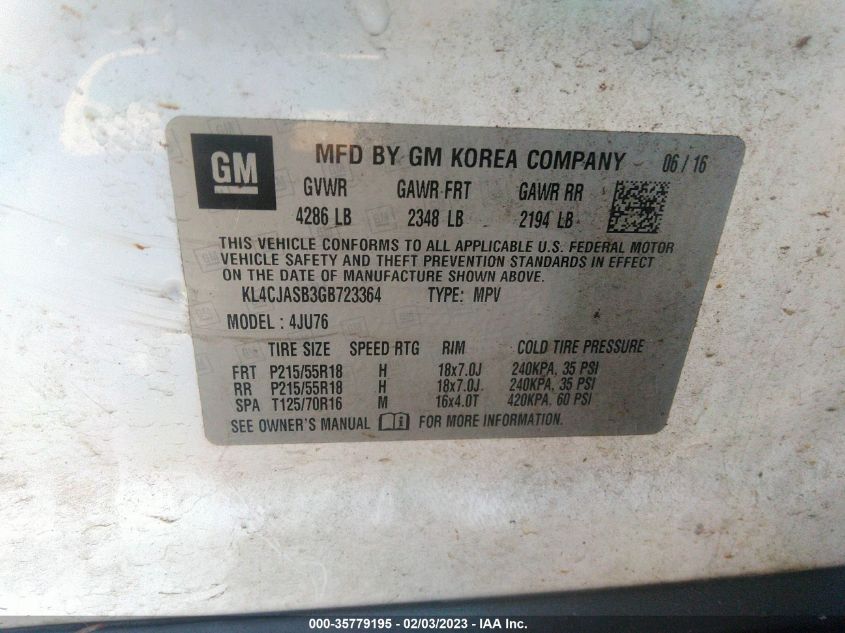 GM MFD BY GM KOREA COMPANY 06/16
GVWR GAWR FRT GAWR RR
4286 LB 2348 LB 2194 LB
THIS VEHICLE CONFORMS TO ALL APPLICABLE U.S. FEDERAL MOTOR
VEHICLE SAFETY AND THEFT PREVENTION STANDARDS IN EFFECT
ON THE DATE OF MANUFACTURE SHOWN ABOVE.
KL4CJASB3GB723364 TYPE: MPV
MODEL : 4JU76
TIRE SIZE SPEED RTG RIM COLD TIRE PRESSURE
FRT P215/55R18 H 18x7.0J 240KPA, 35 PSI
RR P215/55R18 H 18x7.0J 240KPA, 35 PSI
SPA T125/70R16 M 16x4.0T 420KPA, 60 PSI
SEE OWNER'S MANUAL i FOR MORE INFORMATION.
000-35779195 - 02/03/2023 - IAA Inc.